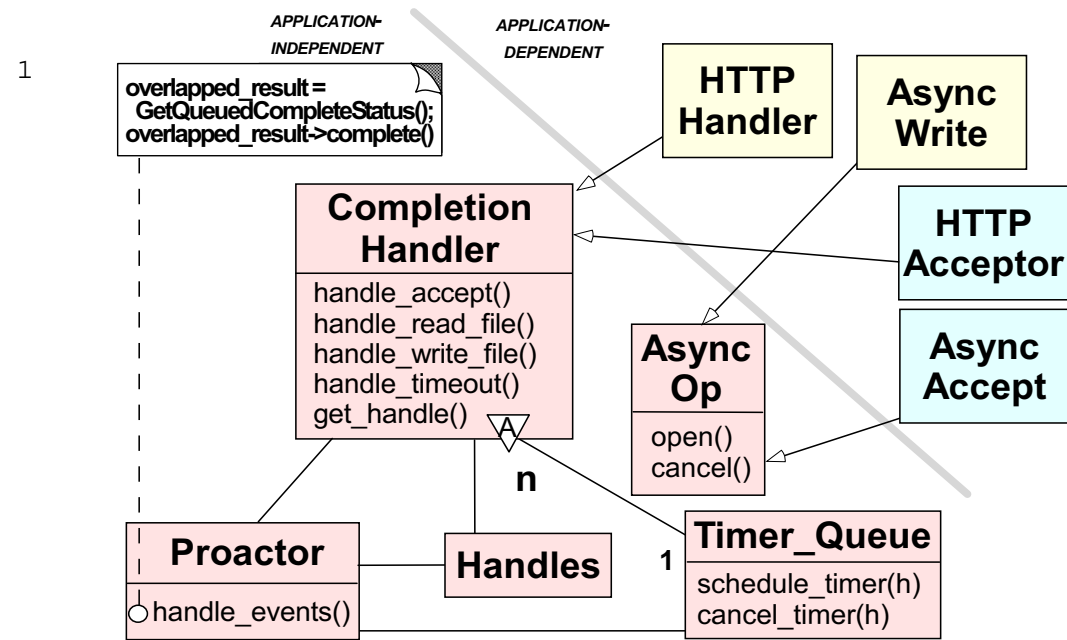 APPLICATION-
INDEPENDENT
APPLICATION-
DEPENDENT
1
overlapped_result =
GetQueuedCompleteStatus();
overlapped_result->complete()
HTTP
Handler
Async
Write
Completion
Handler
handle_accept()
handle_read_file()
handle_write_file()
handle_timeout()
get_handle()
A
n
HTTP
Acceptor
Async
Op
open()
cancel()
Async
Accept
Proactor
handle_events()
Handles
1
Timer_Queue
schedule_timer(h)
cancel_timer(h)